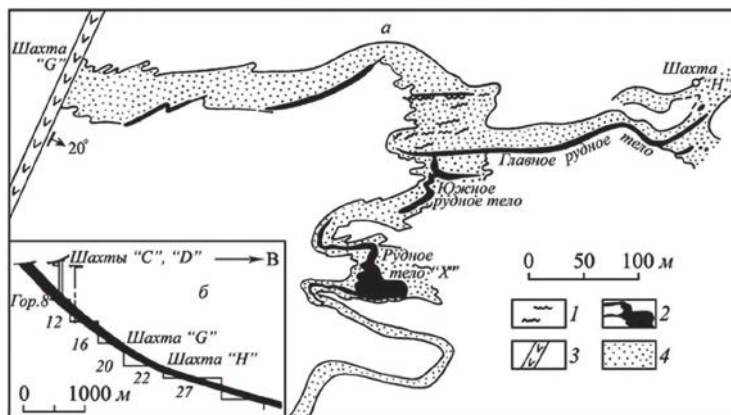 а
Шахта
"G"
20°
Шахта
"Н"
Главное рудное тело
Южное
рудное тело
Рудное
тело "X"
0 50 100 м
1 2
3 4
Шахты "С", "D" В
б
Гор.8
12
16
Шахта "G"
20
Шахта "Н"
22
27
0 1000 м